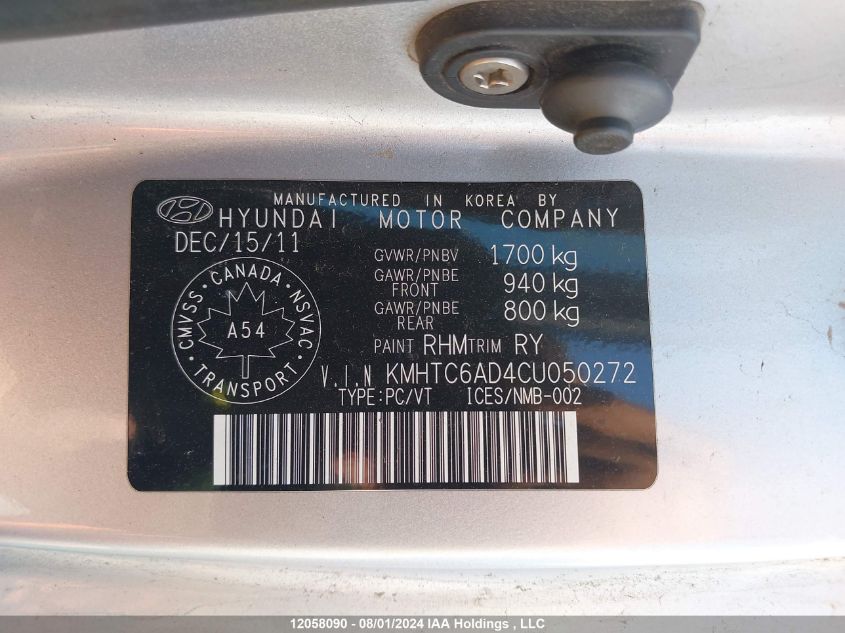 MANUFACTURED IN KOREA BY
HYUNDAI MOTOR COMPANY
DEC/15/11
GVWR/PNBV 1700 kg
GAWR/PNBE FRONT 940 kg
GAWR/PNBE REAR 800 kg
CANADA
CMVSS NSVAC
A54
TRANSPORT
PAINT RHM TRIM RY
V.I.N KMHTC6AD4CU050272
TYPE:PC/VT ICES/NMB-002
12058090 - 08/01/2024 IAA Holdings , LLC